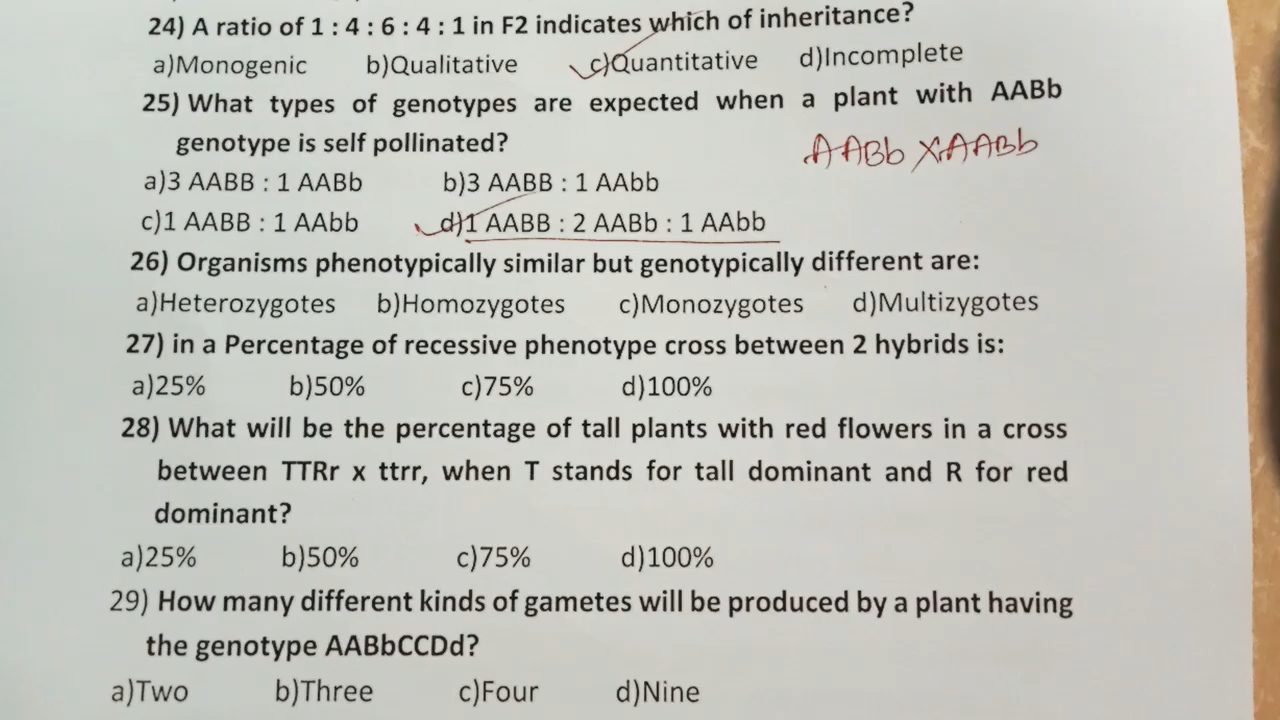 24) A ratio of 1 : 4 : 6 : 4 : 1 in F2 indicates which of inheritance?
a)Monogenic b)Qualitative c)Quantitative d)Incomplete
25) What types of genotypes are expected when a plant with AABb
genotype is self pollinated?
AABb X AABb
a)3 AABB : 1 AABb b)3 AABB : 1 AAbb
c)1 AABB : 1 AAbb d)1 AABB : 2 AABb : 1 AAbb
26) Organisms phenotypically similar but genotypically different are:
a)Heterozygotes b)Homozygotes c)Monozygotes d)Multizygotes
27) in a Percentage of recessive phenotype cross between 2 hybrids is:
a)25% b)50% c)75% d)100%
28) What will be the percentage of tall plants with red flowers in a cross
between TTRr x ttrr, when T stands for tall dominant and R for red
dominant?
a)25% b)50% c)75% d)100%
29) How many different kinds of gametes will be produced by a plant having
the genotype AABbCCDd?
a)Two b)Three c)Four d)Nine